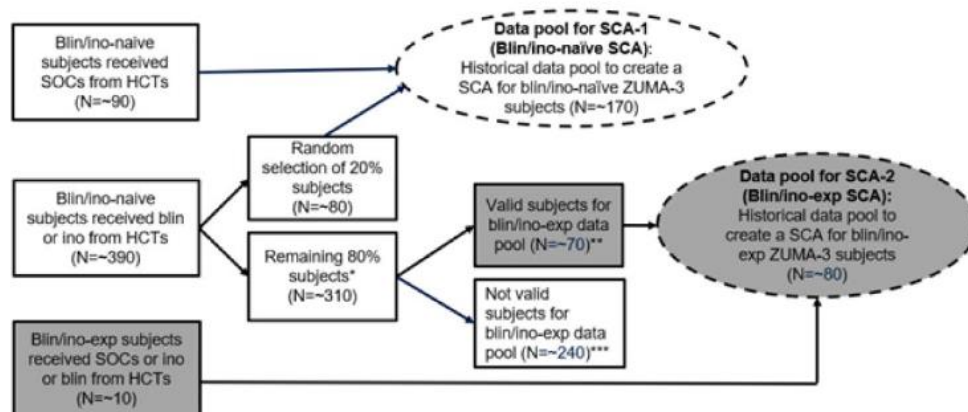 Blin/ino-naive
subjects received
SOCs from HCTs
(N=~90)
Data pool for SCA-1
(Blin/ino-naïve SCA):
Historical data pool to create a
SCA for blin/ino-naïve ZUMA-3
subjects (N=~170)
Random
selection of 20%
subjects
(N=~80)
Blin/ino-naive
subjects received blin
or ino from HCTs
(N=~390)
Remaining 80%
subjects*
(N=~310)
Valid subjects for
blin/ino-exp data
pool (N=~70)**
Data pool for SCA-2
(Blin/ino-exp SCA):
Historical data pool to
create a SCA for blin/ino-
exp ZUMA-3 subjects
(N=~80)
Not valid
subjects for
blin/ino-exp data
pool (N=~240)***
Blin/ino-exp subjects
received SOCs or ino
or blin from HCTs
(N=~10)